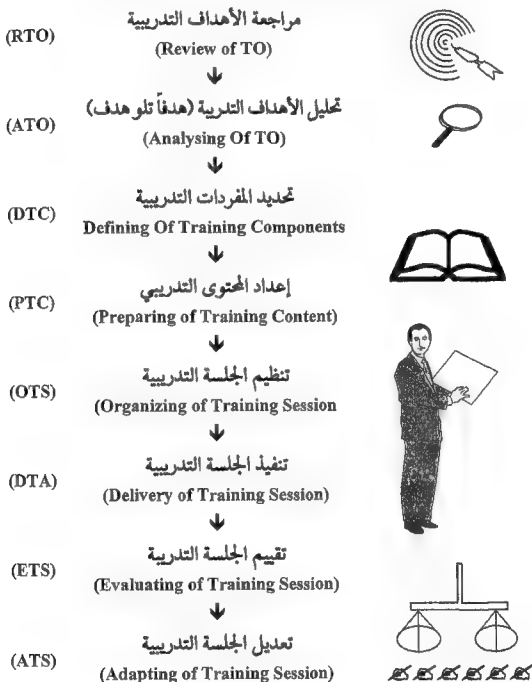 مراجعة الأهداف التدريبية
(RTO)
(Review of TO)
تحليل الأهداف التدربية (هدفاً تلو هدف)
(ATO)
(Analysing Of TO)
تحديد المفردات التدريبية
(DTC)
Defining Of Training Components
إعداد المحتوى التدريبي
(PTC)
(Preparing of Training Content)
تنظيم الجلسة التدريبية
(OTS)
(Organizing of Training Session
تنفيذ الجلسة التدريبية
(DTA)
(Delivery of Training Session)
تقييم الجلسة التدريبة
(ETS)
(Evaluating of Training Session)
تعديل الجلسة التدريبية
(ATS)
(Adapting of Training Session)